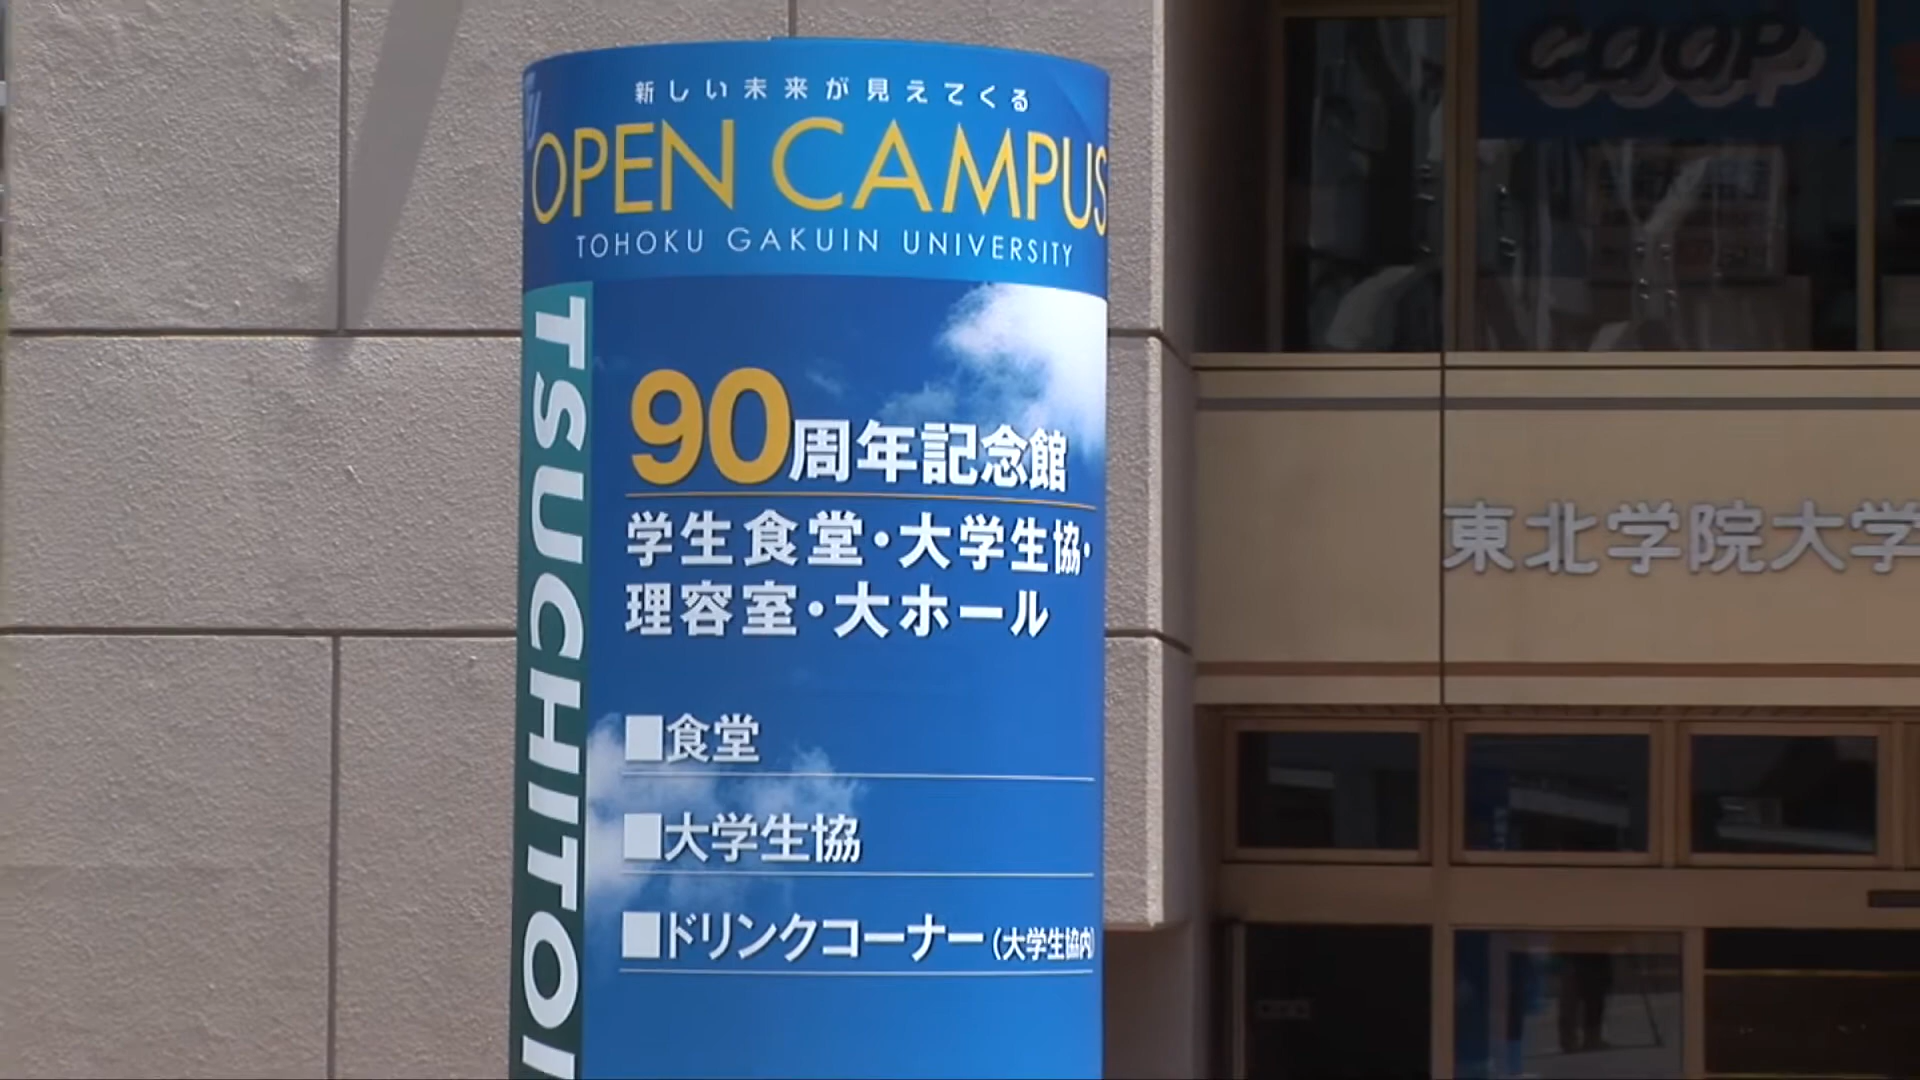 新しい未来が見えてくる
OPEN CAMPUS
TOHOKU GAKUIN UNIVERSITY
TSUCHITOI
90周年記念館
学生食堂・大学生協・
理容室・大ホール
■食堂
■大学生協
■ドリンクコーナー（大学生協内）
COOP
東北学院大学